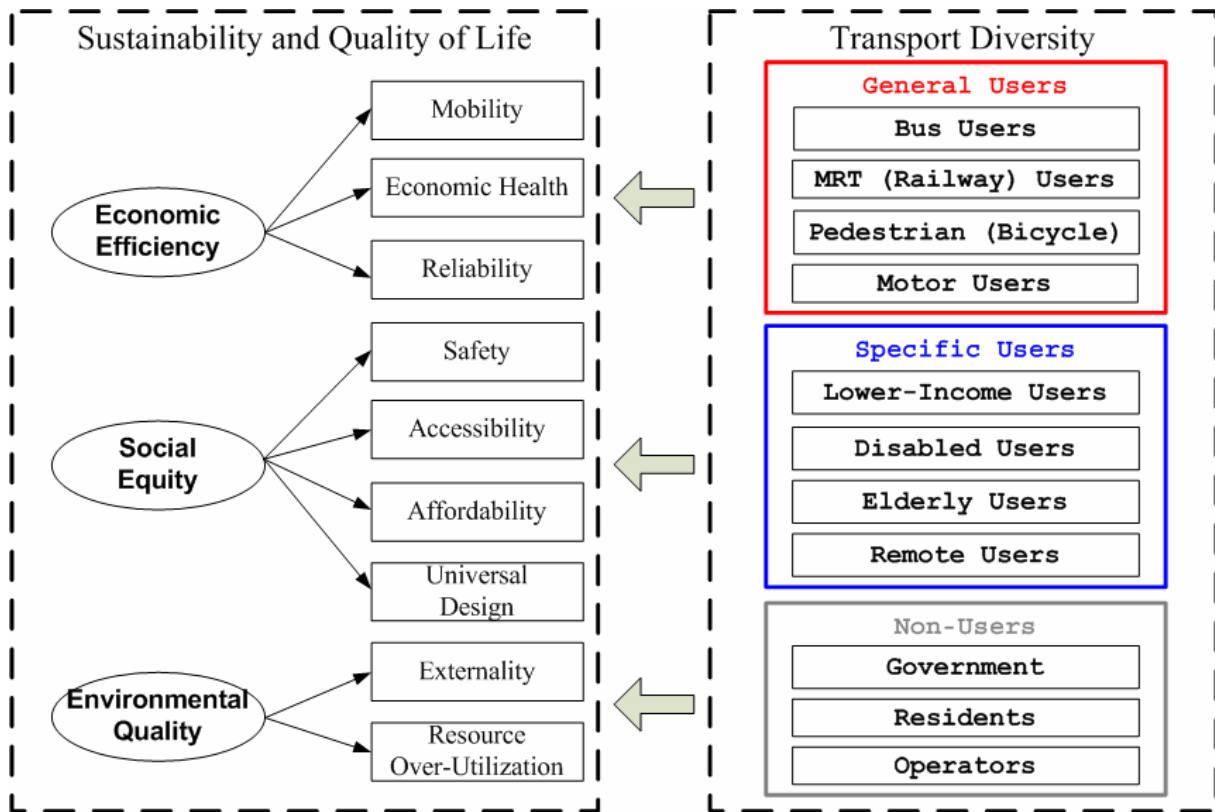 Sustainability and Quality of Life
Economic
Efficiency
Mobility
Economic Health
Reliability
Social
Equity
Safety
Accessibility
Affordability
Universal
Design
Environmental
Quality
Externality
Resource
Over-Utilization
Transport Diversity
General Users
Bus Users
MRT (Railway) Users
Pedestrian (Bicycle)
Motor Users
Specific Users
Lower-Income Users
Disabled Users
Elderly Users
Remote Users
Non-Users
Government
Residents
Operators